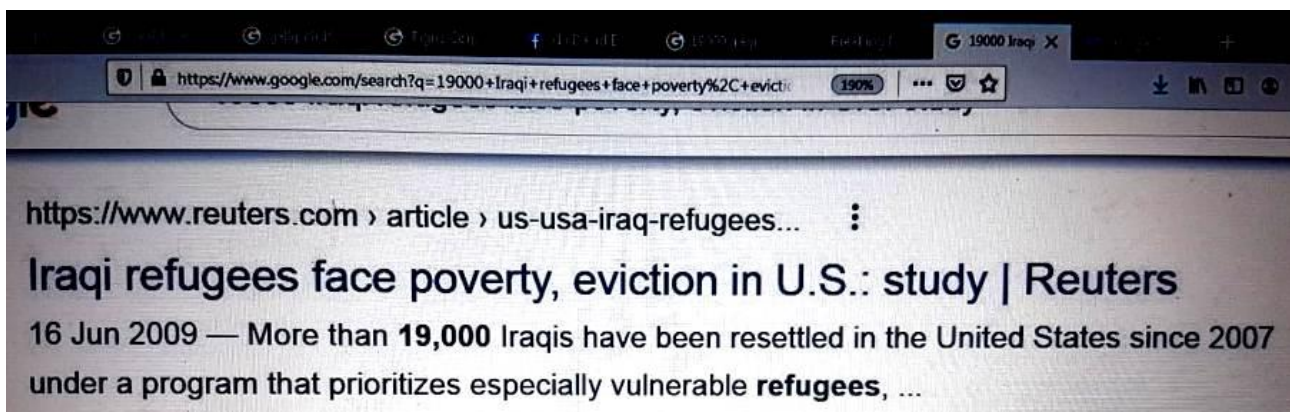 19000 Iraqi
https://www.google.com/search?q=19000+Iraqi+refugees+face+poverty%2C+evictic 190%
https://www.reuters.com › article › us-usa-iraq-refugees...
Iraqi refugees face poverty, eviction in U.S.: study | Reuters
16 Jun 2009 — More than 19,000 Iraqis have been resettled in the United States since 2007
under a program that prioritizes especially vulnerable refugees, ...